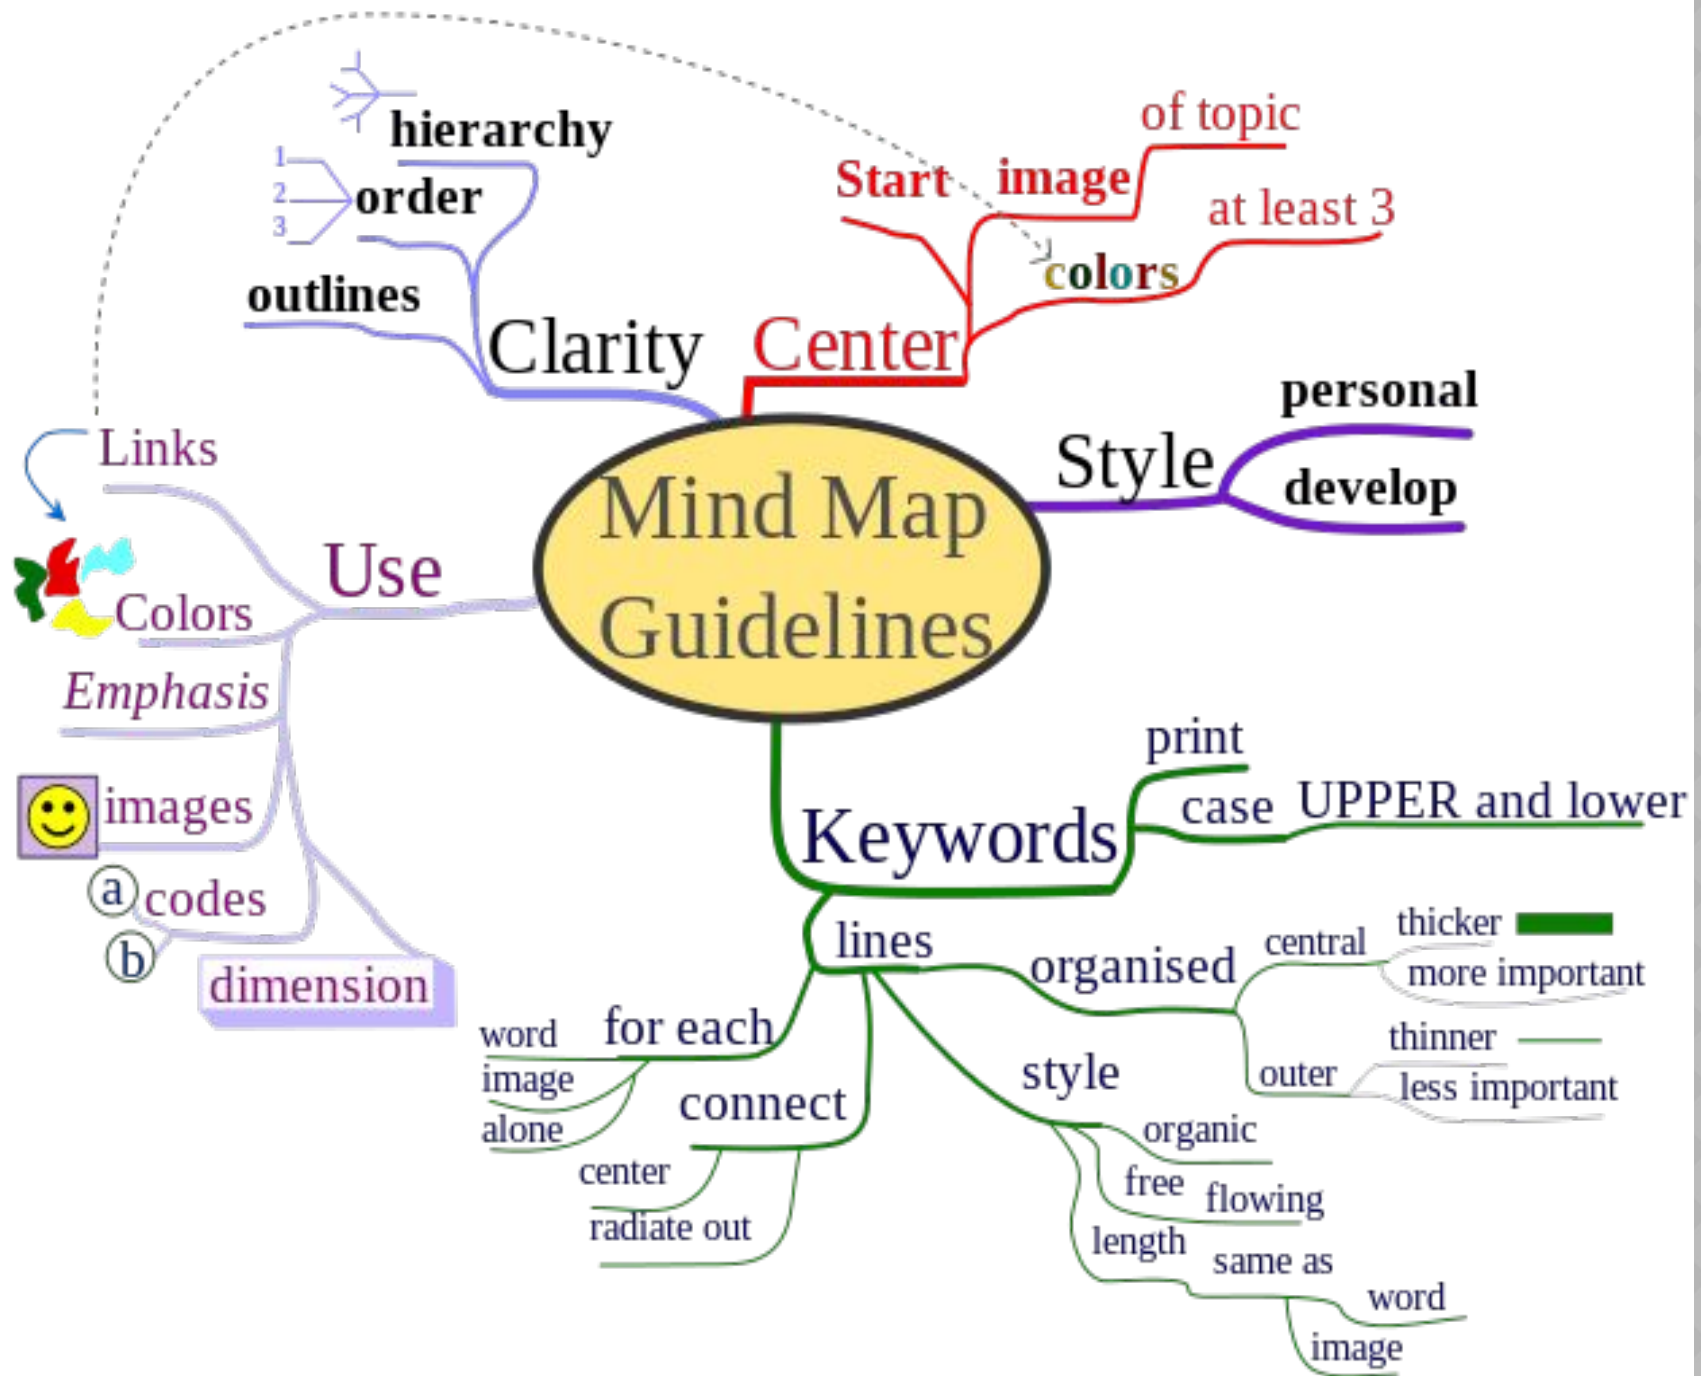 Mind Map
Guidelines
Center
Start
image
of topic
colors
at least 3
Style
personal
develop
Keywords
print
case
UPPER and lower
lines
organised
central
thicker
more important
outer
thinner
less important
style
organic
free flowing
length
same as
word
image
connect
center
radiate out
for each
word
image
alone
Use
Links
Colors
Emphasis
images
codes
a
b
dimension
Clarity
hierarchy
order
1
2
3
outlines